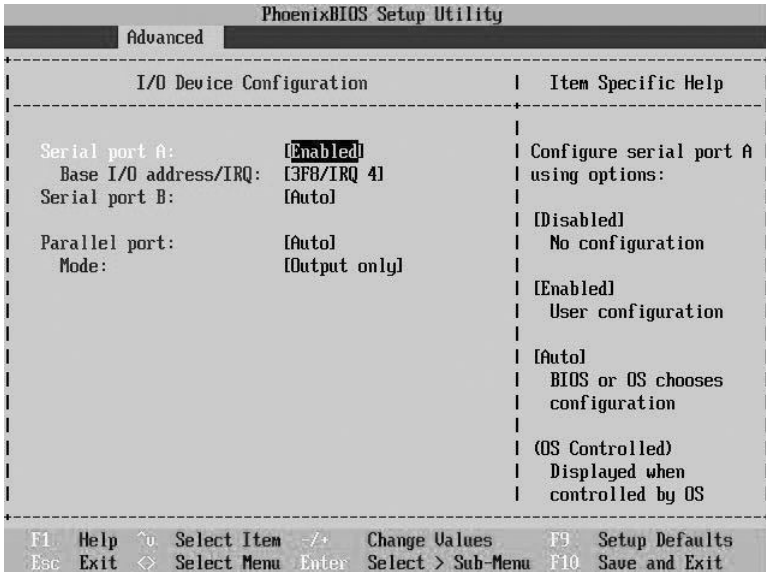 PhoenixBIOS Setup Utility
Advanced
I/O Device Configuration
Item Specific Help
Serial port A: [Enabled]
Base I/O address/IRQ: [3F8/IRQ 4]
Serial port B: [Auto]
Parallel port: [Auto]
Mode: [Output only]
Configure serial port A
using options:
[Disabled]
No configuration
[Enabled]
User configuration
[Auto]
BIOS or OS chooses
configuration
(OS Controlled)
Displayed when
controlled by OS
F1 Help ^v Select Item -/+ Change Values F9 Setup Defaults
Esc Exit <> Select Menu Enter Select > Sub-Menu F10 Save and Exit